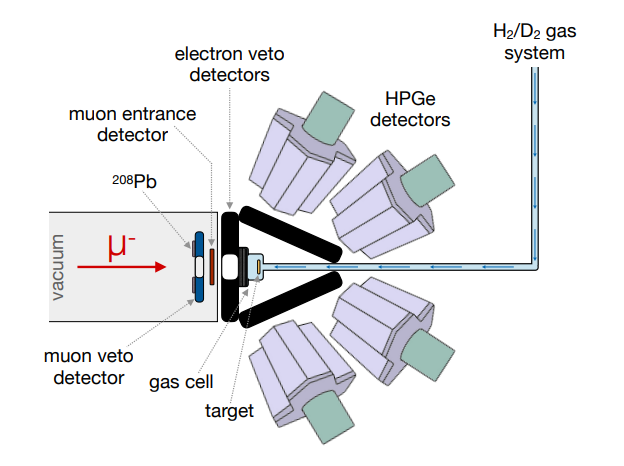 H₂/D₂ gas
system
electron veto
detectors
HPGe
detectors
muon entrance
detector
²⁰⁸Pb
vacuum
μ⁻
muon veto
detector
gas cell
target